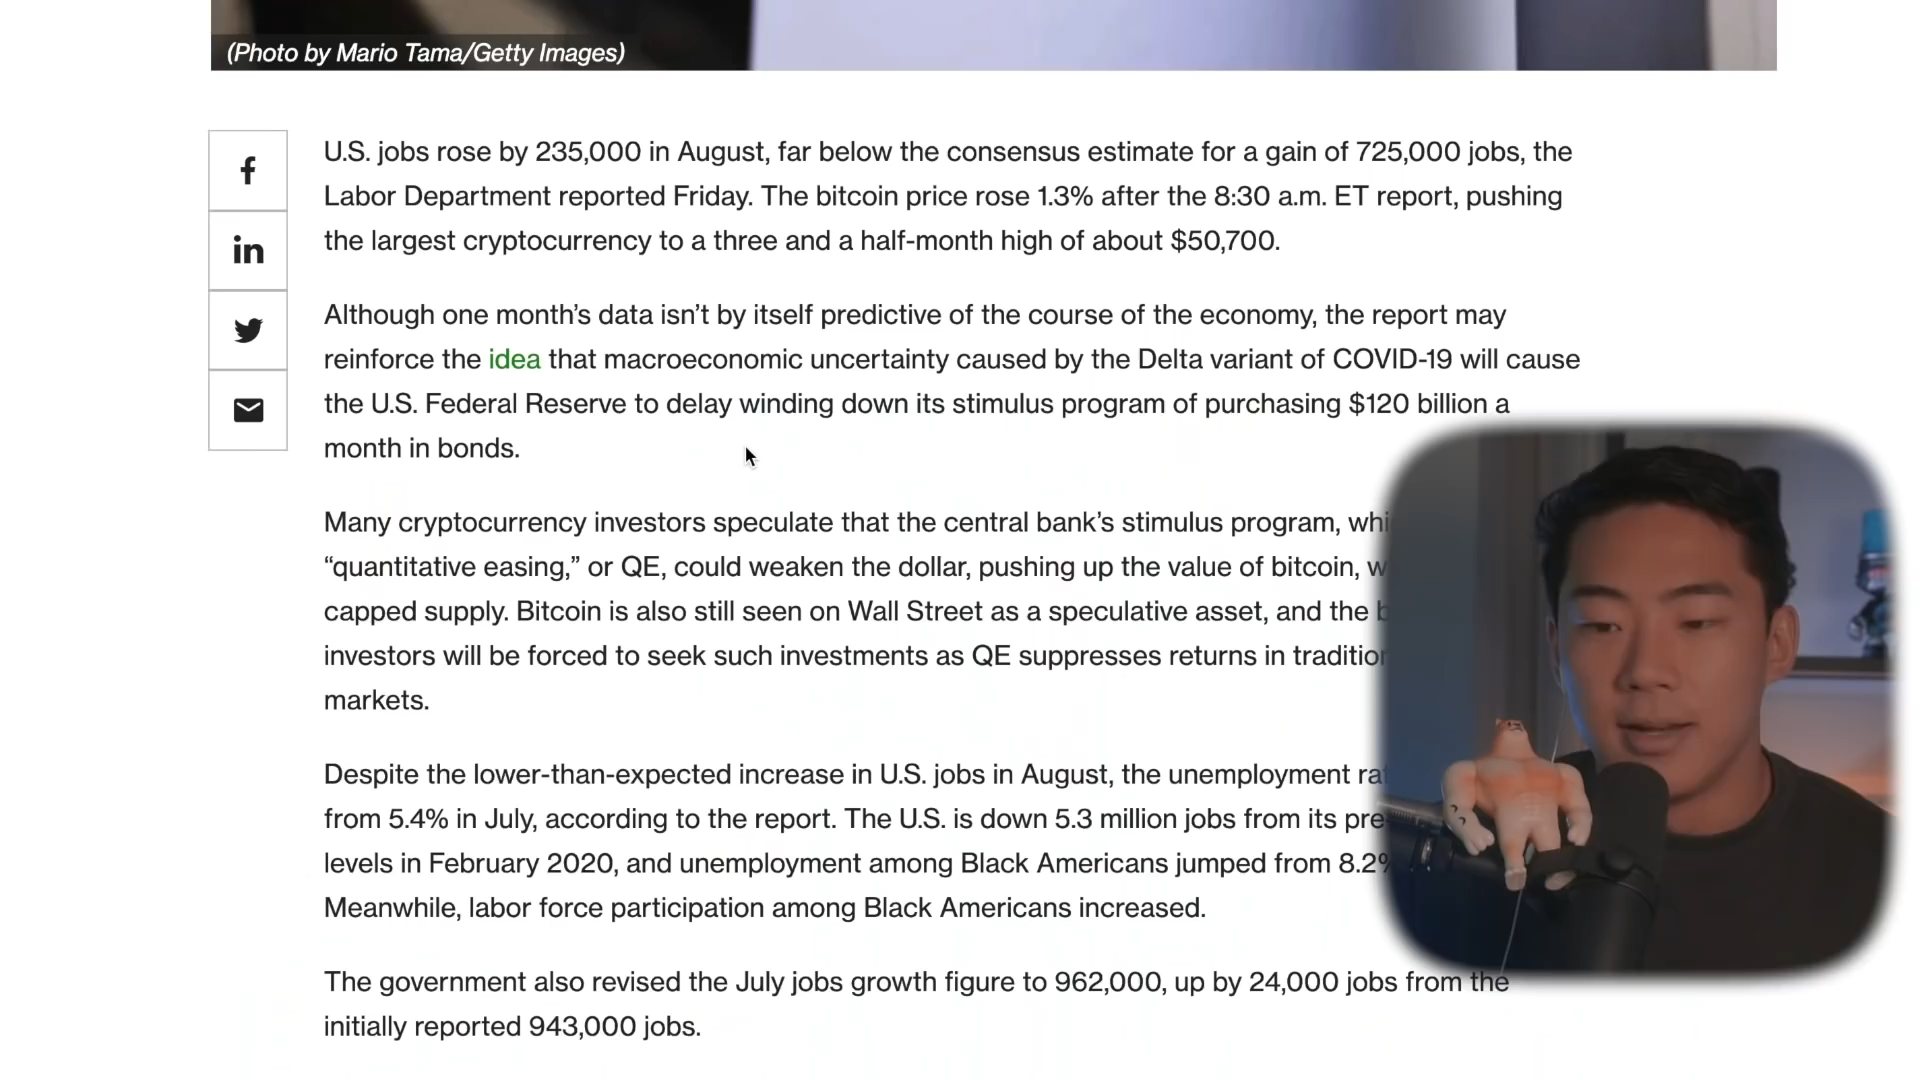 (Photo by Mario Tama/Getty Images)
U.S. jobs rose by 235,000 in August, far below the consensus estimate for a gain of 725,000 jobs, the
Labor Department reported Friday. The bitcoin price rose 1.3% after the 8:30 a.m. ET report, pushing
the largest cryptocurrency to a three and a half-month high of about $50,700.
Although one month’s data isn’t by itself predictive of the course of the economy, the report may
reinforce the idea that macroeconomic uncertainty caused by the Delta variant of COVID-19 will cause
the U.S. Federal Reserve to delay winding down its stimulus program of purchasing $120 billion a
month in bonds.
Many cryptocurrency investors speculate that the central bank’s stimulus program,
“quantitative easing,” or QE, could weaken the dollar, pushing up the value of bitcoin,
capped supply. Bitcoin is also still seen on Wall Street as a speculative asset, and the
investors will be forced to seek such investments as QE suppresses returns in
markets.
Despite the lower-than-expected increase in U.S. jobs in August, the unemployment
from 5.4% in July, according to the report. The U.S. is down 5.3 million jobs from its
levels in February 2020, and unemployment among Black Americans jumped from 8.2%
Meanwhile, labor force participation among Black Americans increased.
The government also revised the July jobs growth figure to 962,000, up by 24,000 jobs from the
initially reported 943,000 jobs.